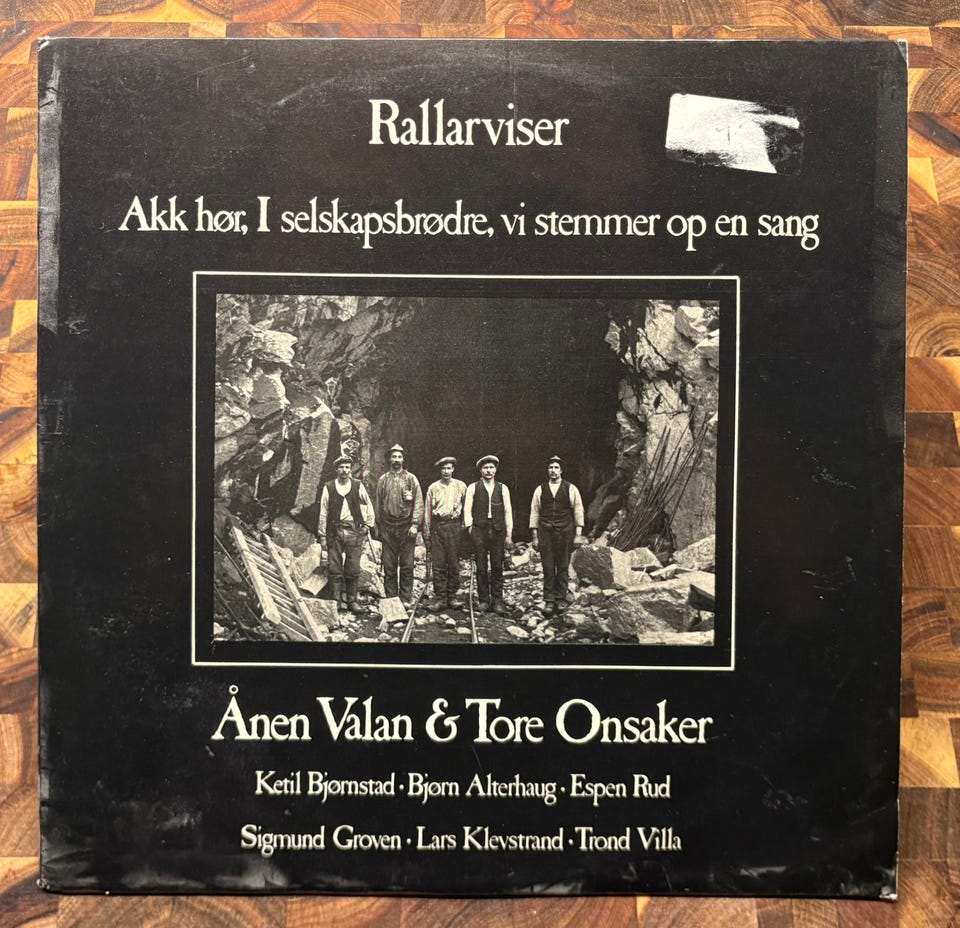 Rallarviser
Akk hør, I selskapsbrødre, vi stemmer op en sang
Ånen Valan & Tore Onsaker
Ketil Bjørnstad · Bjørn Alterhaug · Espen Rud
Sigmund Groven · Lars Klevstrand · Trond Villa